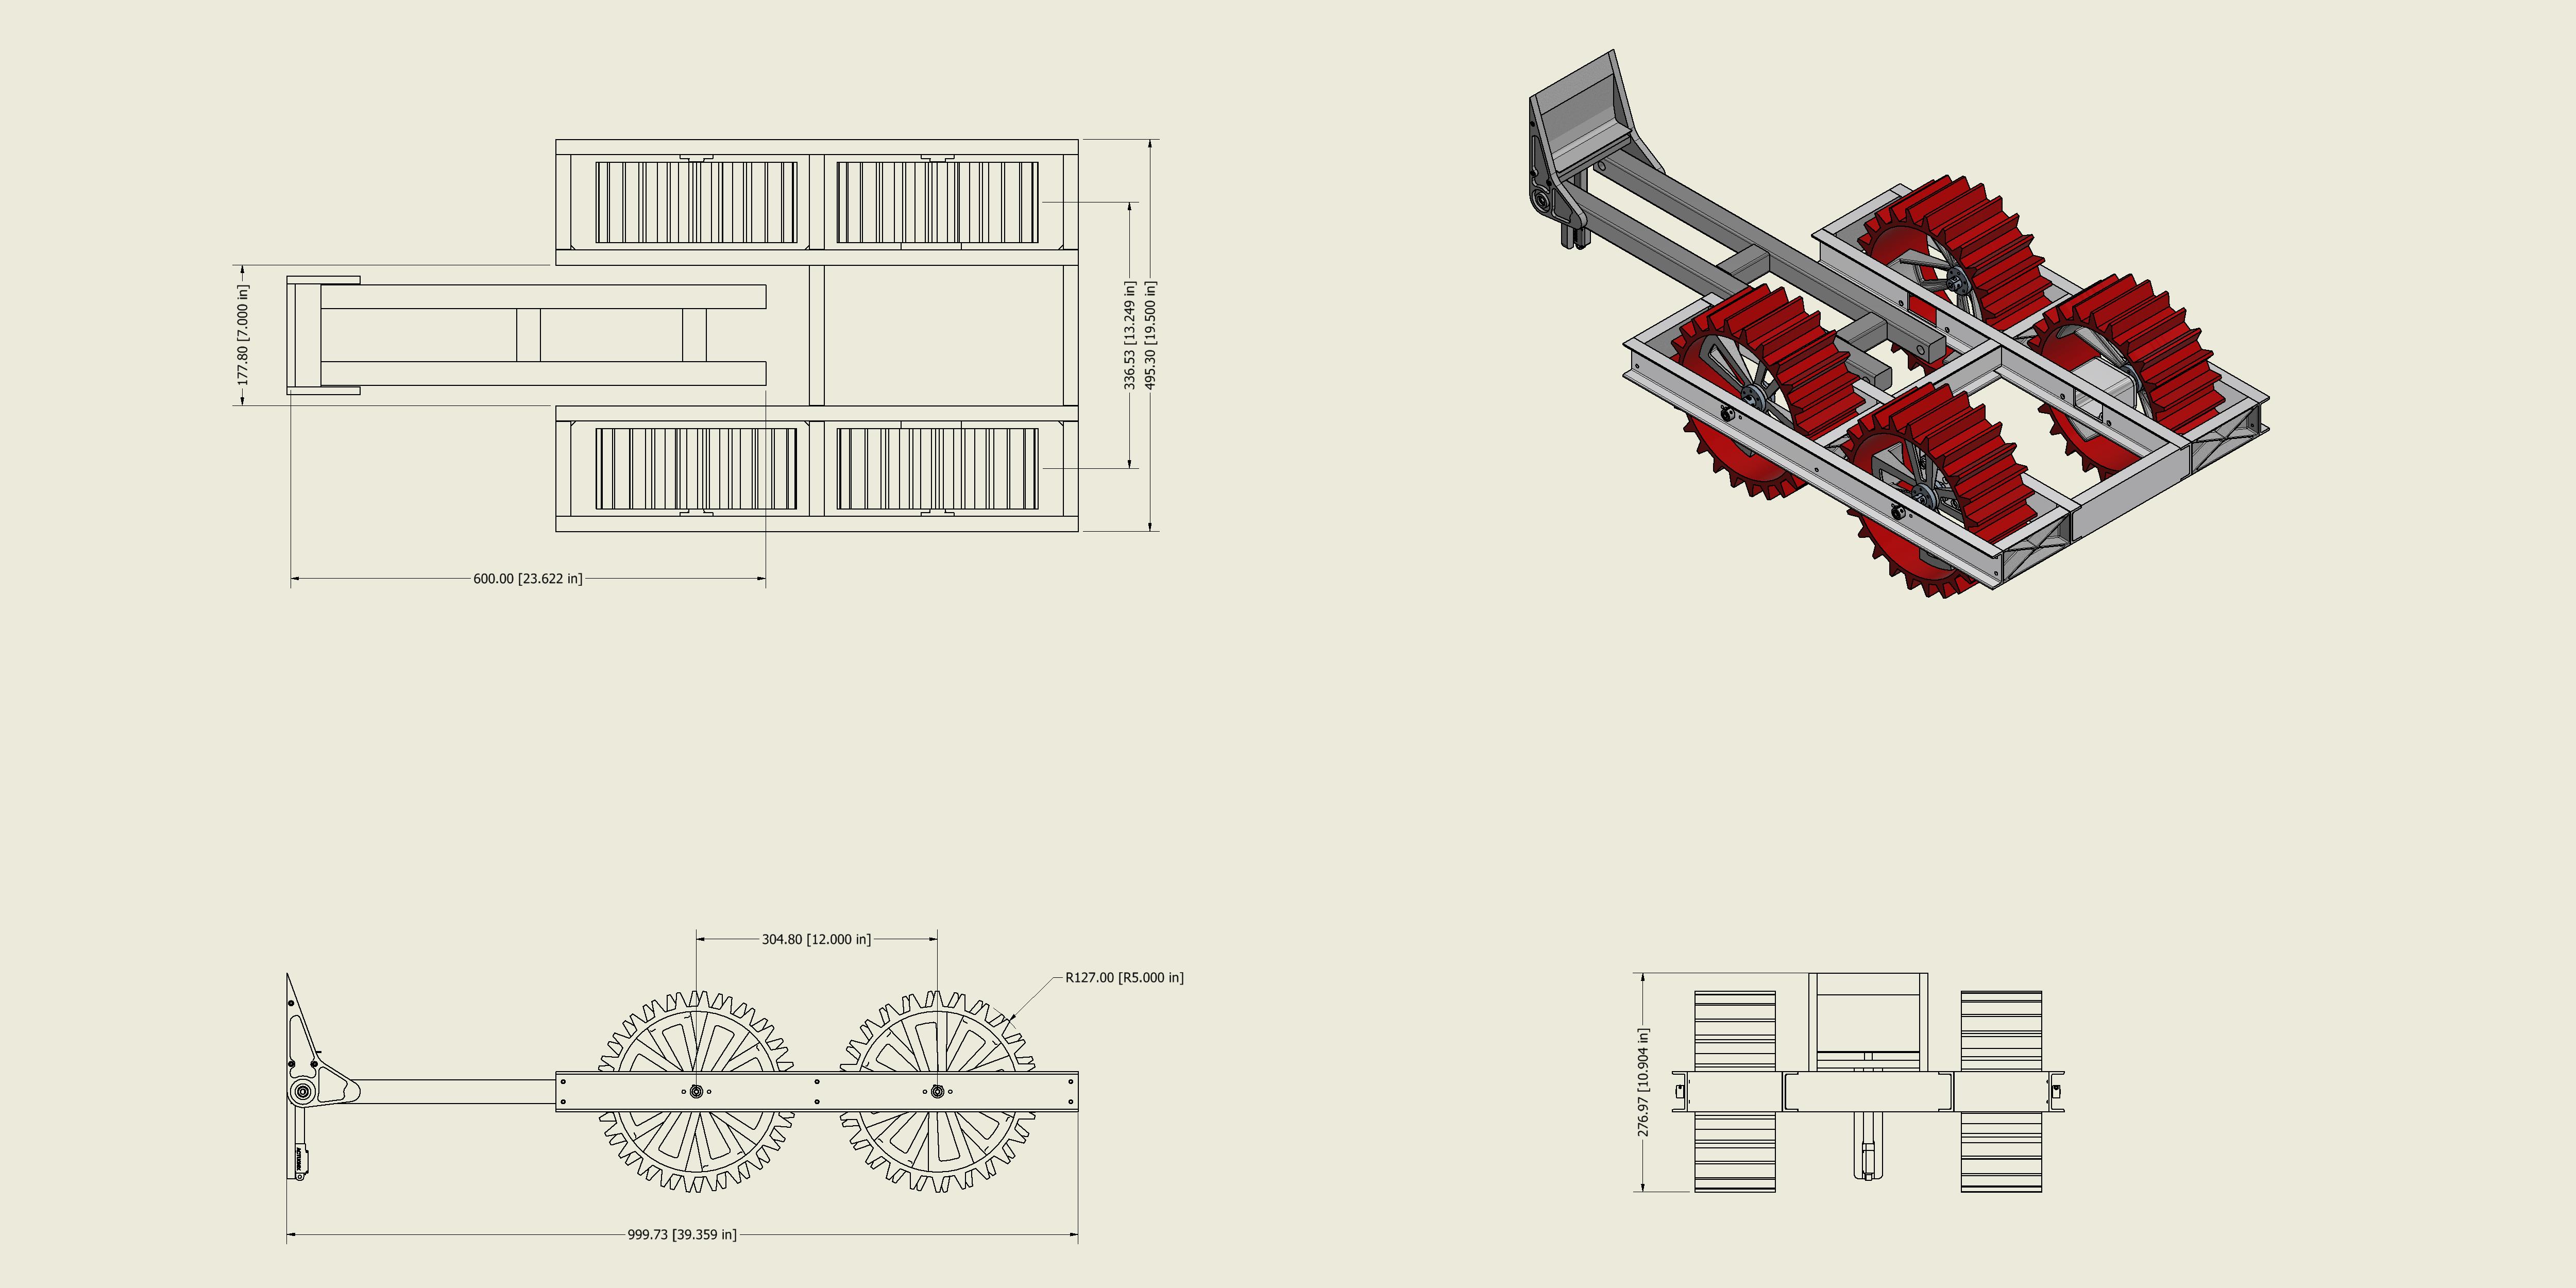 177.80 [7.000 in]
336.53 [13.249 in]
495.30 [19.500 in]
600.00 [23.622 in]
304.80 [12.000 in]
R127.00 [R5.000 in]
276.97 [10.904 in]
ACTUONIX
999.73 [39.359 in]